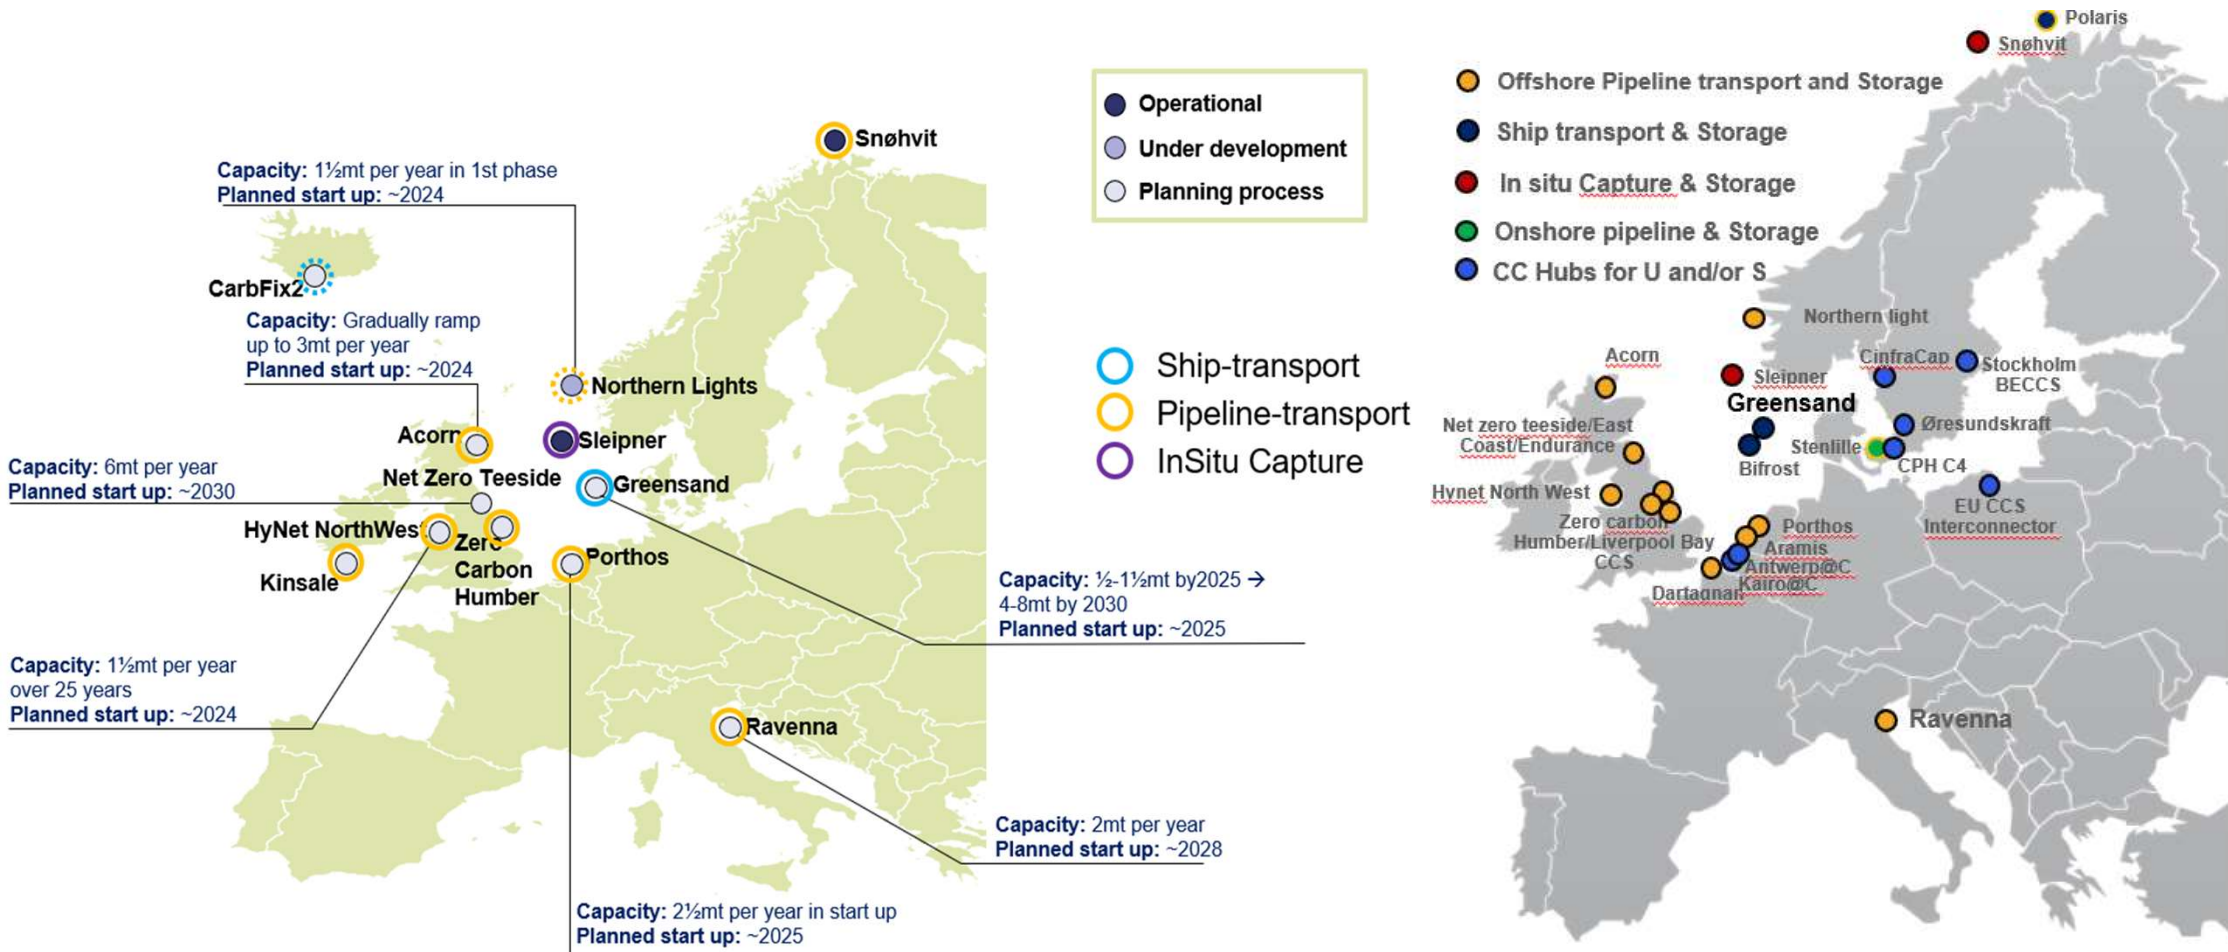 Capacity: 1½mt per year in 1st phase
Planned start up: ~2024
Snøhvit
CarbFix2
Capacity: Gradually ramp
up to 3mt per year
Planned start up: ~2024
Northern Lights
Acorn
Sleipner
Capacity: 6mt per year
Planned start up: ~2030
Net Zero Teeside
Greensand
HyNet NorthWest
Zero
Carbon
Humber
Kinsale
Porthos
Capacity: 1½mt per year
over 25 years
Planned start up: ~2024
Ravenna
Capacity: ½-1½mt by2025 →
4-8mt by 2030
Planned start up: ~2025
Capacity: 2mt per year
Planned start up: ~2028
Capacity: 2½mt per year in start up
Planned start up: ~2025
Operational
Under development
Planning process
Ship-transport
Pipeline-transport
InSitu Capture
Polaris
Snøhvit
Offshore Pipeline transport and Storage
Ship transport & Storage
In situ Capture & Storage
Onshore pipeline & Storage
CC Hubs for U and/or S
Northern light
Acorn
CinfraCap
Stockholm
BECCS
Sleipner
Greensand
Net zero teeside/East
Coast/Endurance
Øresundskraft
Stenlille
CPH C4
Bifrost
Hvnet North West
EU CCS
Interconnector
Zero carbon
Humber/Liverpool Bay
CCS
Porthos
Aramis
Antwerp@C
Kairo@C
Dartagnan
Ravenna